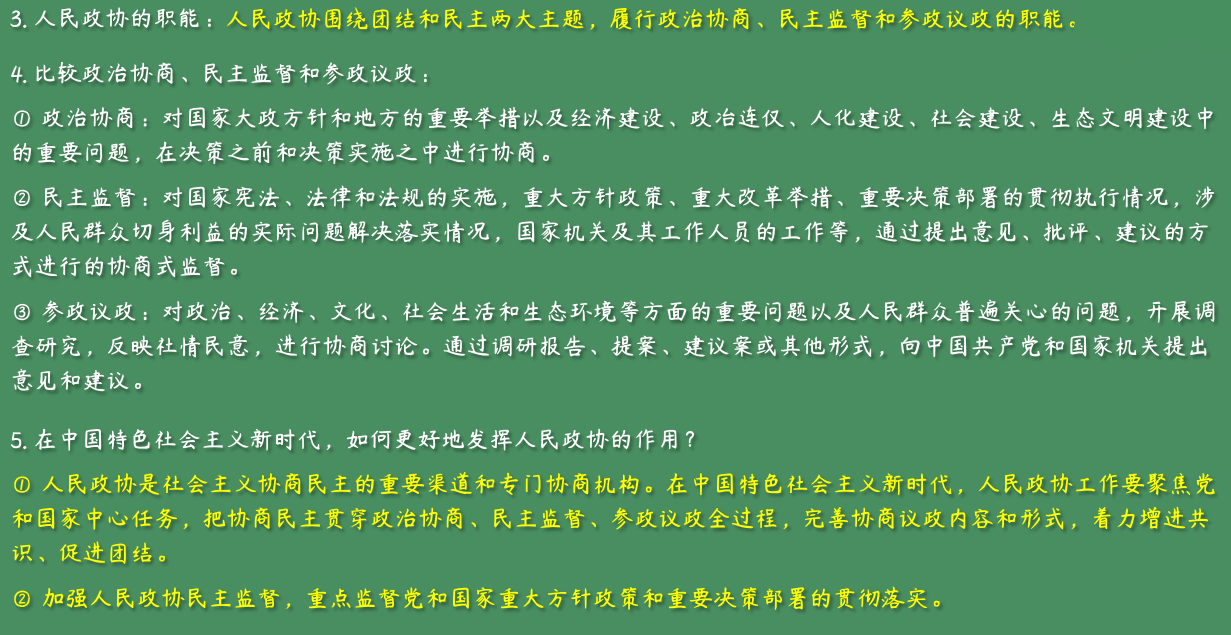 3. 人民政协的职能：人民政协围绕团结和民主两大主题，履行政治协商、民主监督和参政议政的职能。
4. 比较政治协商、民主监督和参政议政：
① 政治协商：对国家大政方针和地方的重要举措以及经济建设、政冶连仅、人化建设、社会建设、生态文明建设中
的重要问题，在决策之前和决策实施之中进行协商。
② 民主监督：对国家宪法、法律和法规的实施，重大方针政策、重大改革举措、重要决策部署的贯彻执行情况，涉
及人民群众切身利益的实际问题解决落实情况，国家机关及其工作人员的工作等，通过提出意见、批评、建议的方
式进行的协商式监督。
③ 参政议政：对政治、经济、文化、社会生活和生态环境等方面的重要问题以及人民群众普遍关心的问题，开展调
查研究，反映社情民意，进行协商讨论。通过调研报告、提案、建议案或其他形式，向中国共产党和国家机关提出
意见和建议。
5. 在中国特色社会主义新时代，如何更好地发挥人民政协的作用？
① 人民政协是社会主义协商民主的重要渠道和专门协商机构。在中国特色社会主义新时代，人民政协工作要聚焦党
和国家中心任务，把协商民主贯穿政治协商、民主监督、参政议政全过程，完善协商议政内容和形式，着力增进共
识、促进团结。
② 加强人民政协民主监督，重点监督党和国家重大方针政策和重要决策部署的贯彻落实。